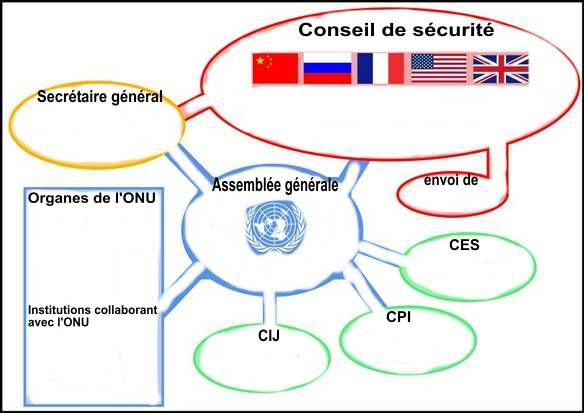 Conseil de sécurité
Secrétaire général
Assemblée générale
envoi de
Organes de l'ONU
CES
Institutions collaborant
avec l'ONU
CPI
CIJ